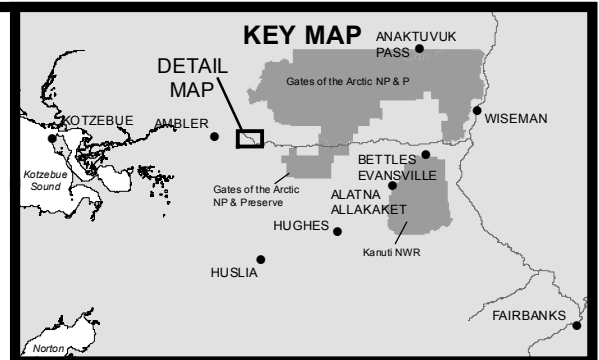 KEY MAP
ANAKTUVUK
PASS
DETAIL
MAP
Gates of the Arctic NP & P
KOTZEBUE
AMBLER
WISEMAN
Kotzebue
Sound
BETTLES
EVANSVILLE
Gates of the Arctic
NP & Preserve
ALATNA
ALLAKAKET
HUGHES
Kanuti NWR
HUSLIA
FAIRBANKS
Norton